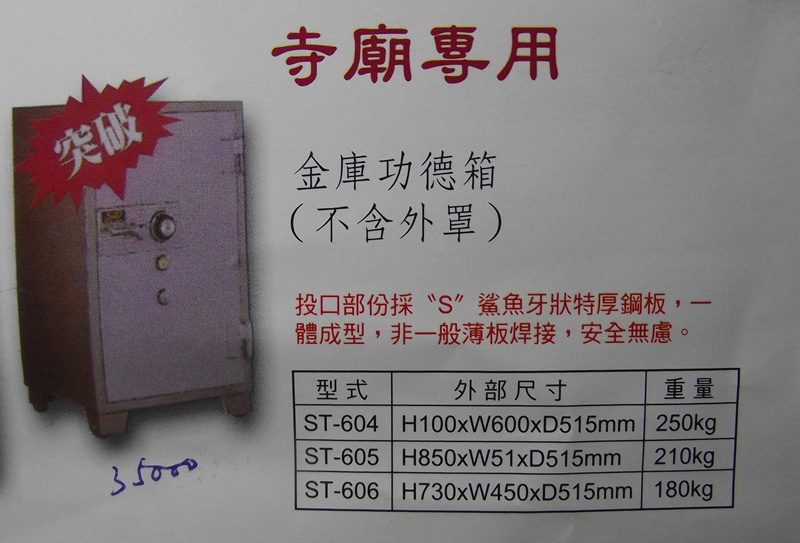 寺廟專用
突破
金庫功德箱
(不含外罩)
投口部份採〝S〞鯊魚牙狀特厚鋼板，一
體成型，非一般薄板焊接，安全無慮。
型式 外部尺寸 重量
ST-604 H100xW600xD515mm 250kg
ST-605 H850xW51xD515mm 210kg
ST-606 H730xW450xD515mm 180kg
35000